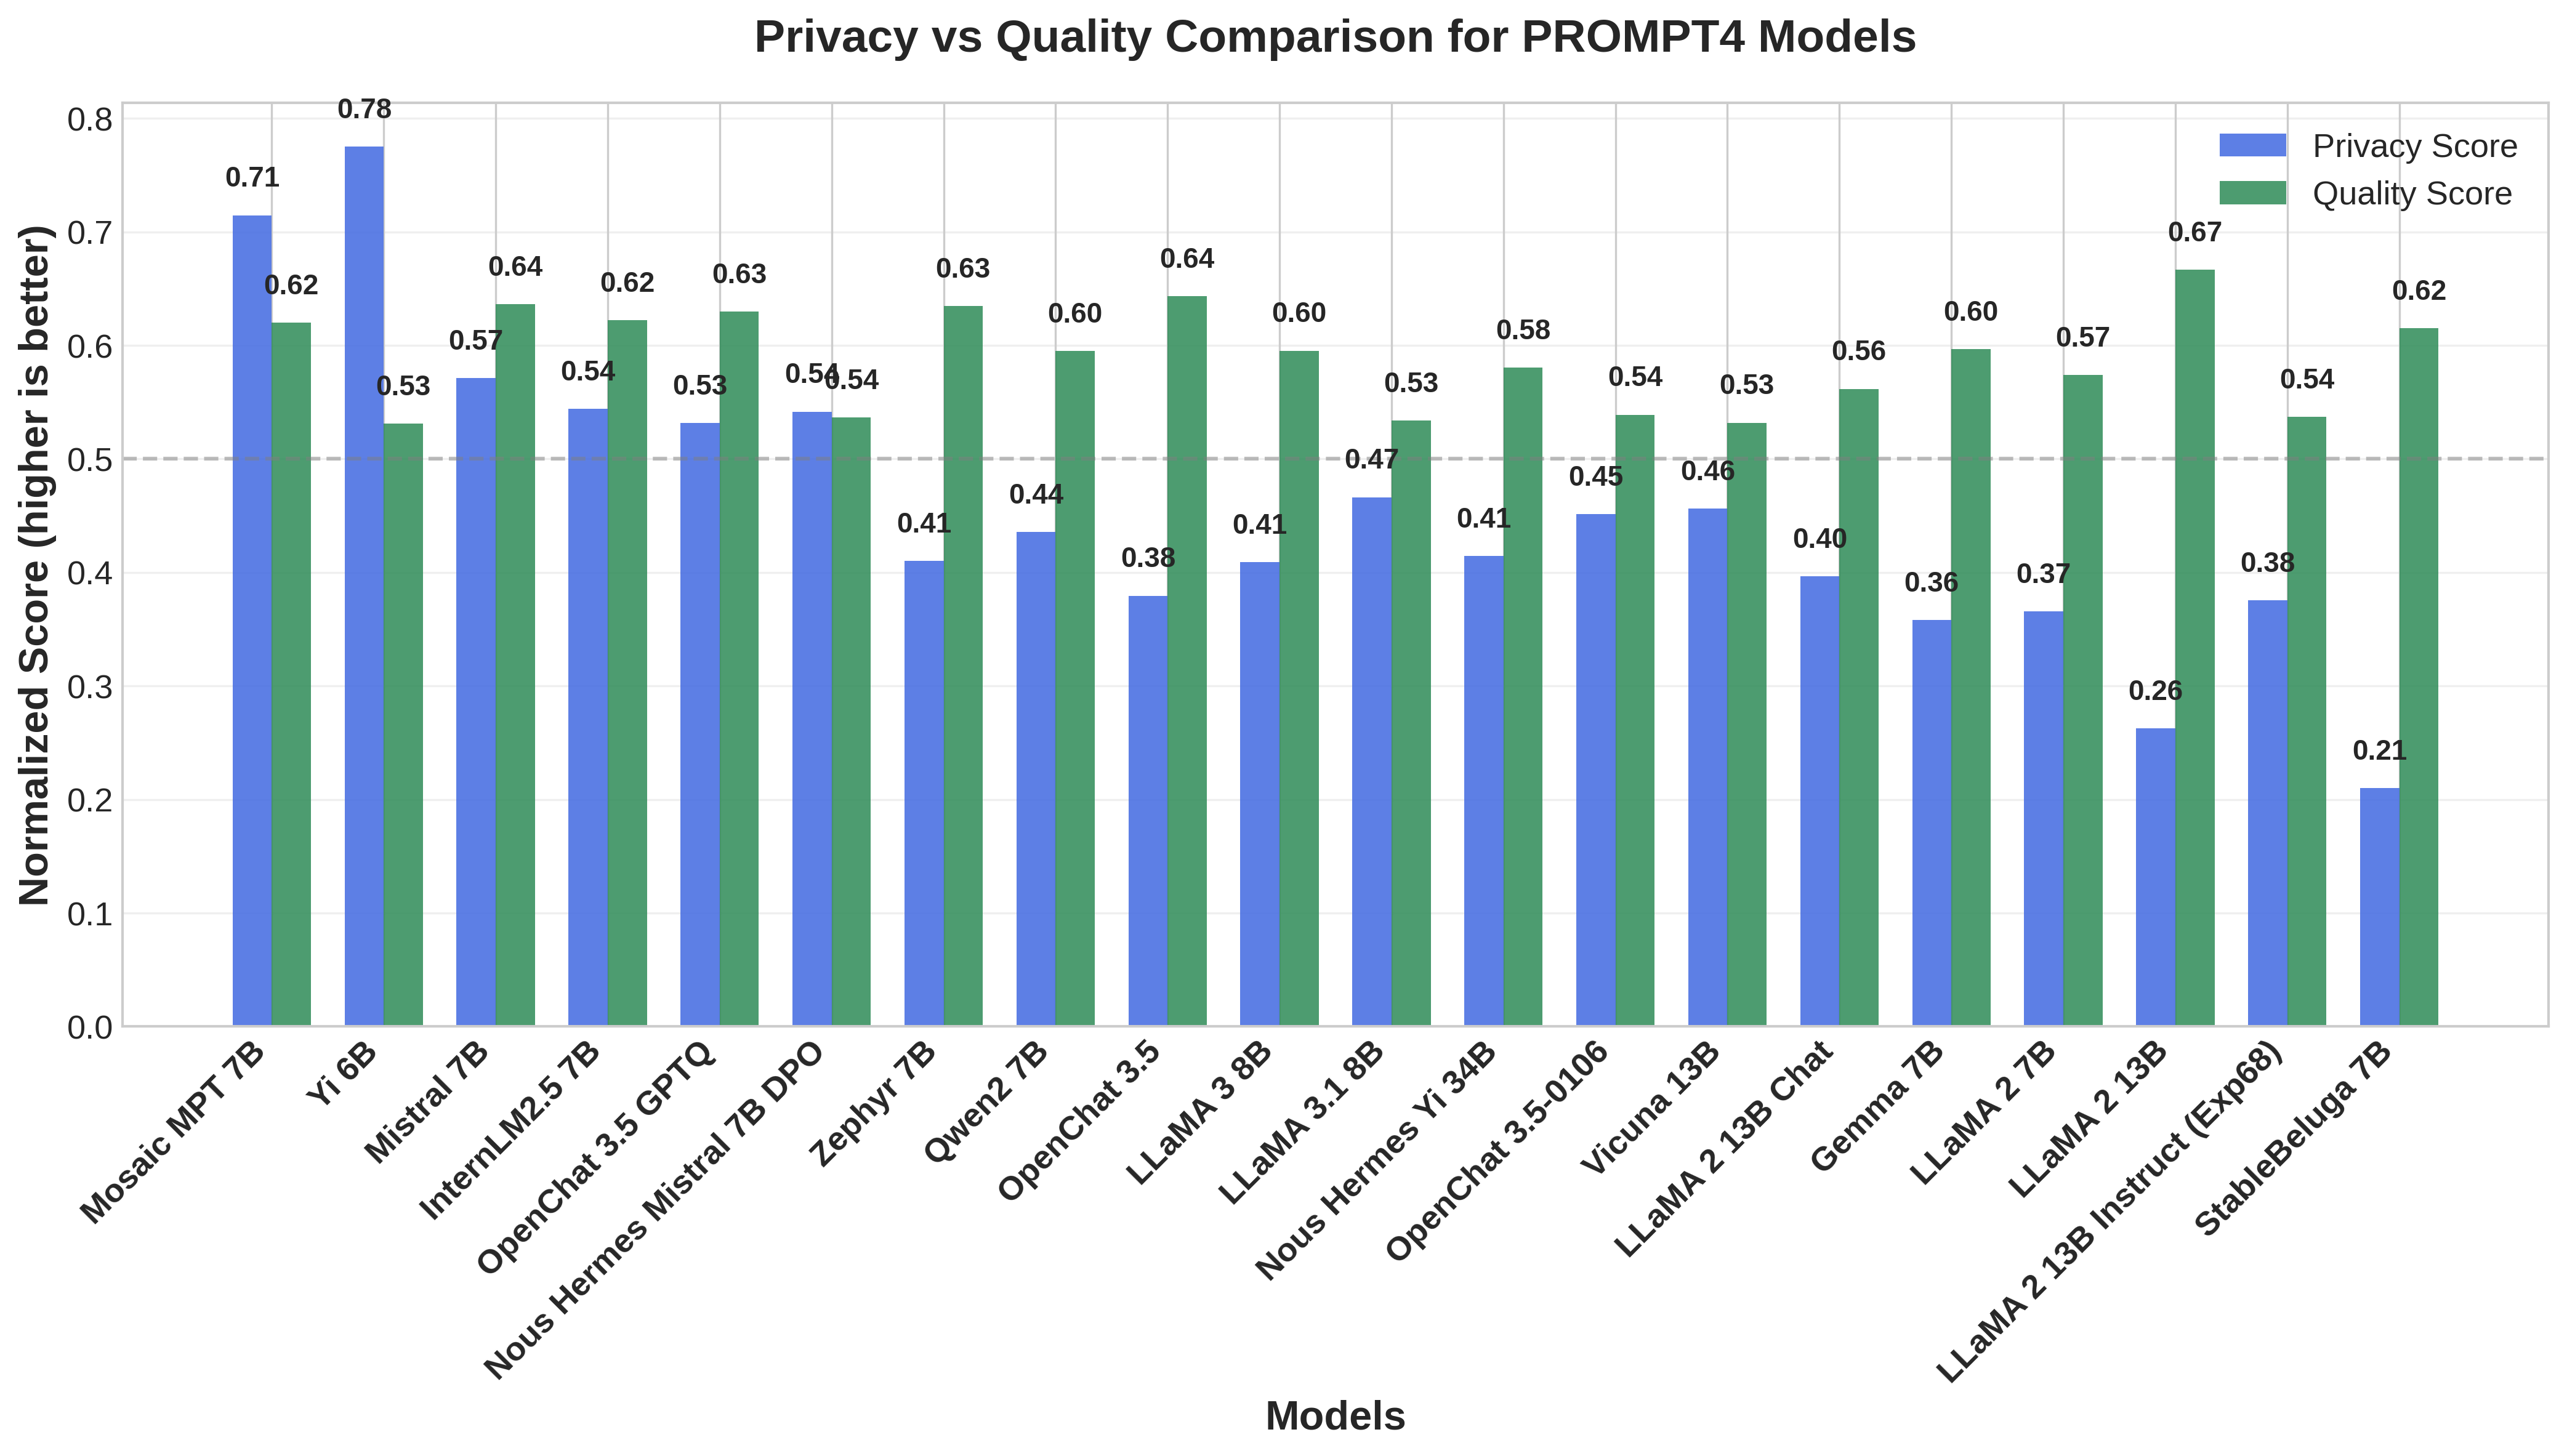 Privacy vs Quality Comparison for PROMPT4 Models
Normalized Score (higher is better)
0.8
0.7
0.6
0.5
0.4
0.3
0.2
0.1
0.0
Privacy Score
Quality Score
0.71
0.62
0.78
0.53
0.57
0.64
0.54
0.62
0.53
0.63
0.54
0.54
0.41
0.63
0.44
0.60
0.38
0.64
0.41
0.60
0.47
0.53
0.41
0.58
0.45
0.54
0.46
0.53
0.40
0.56
0.36
0.60
0.37
0.57
0.26
0.67
0.38
0.54
0.21
0.62
Mosaic MPT 7B
Yi 6B
Mistral 7B
InternLM2.5 7B
OpenChat 3.5 GPTQ
Nous Hermes Mistral 7B DPO
Zephyr 7B
Qwen2 7B
OpenChat 3.5
LLaMA 3 8B
LLaMA 3.1 8B
Nous Hermes Yi 34B
OpenChat 3.5-0106
Vicuna 13B
LLaMA 2 13B Chat
Gemma 7B
LLaMA 2 7B
LLaMA 2 13B
LLaMA 2 13B Instruct (Exp68)
StableBeluga 7B
Models